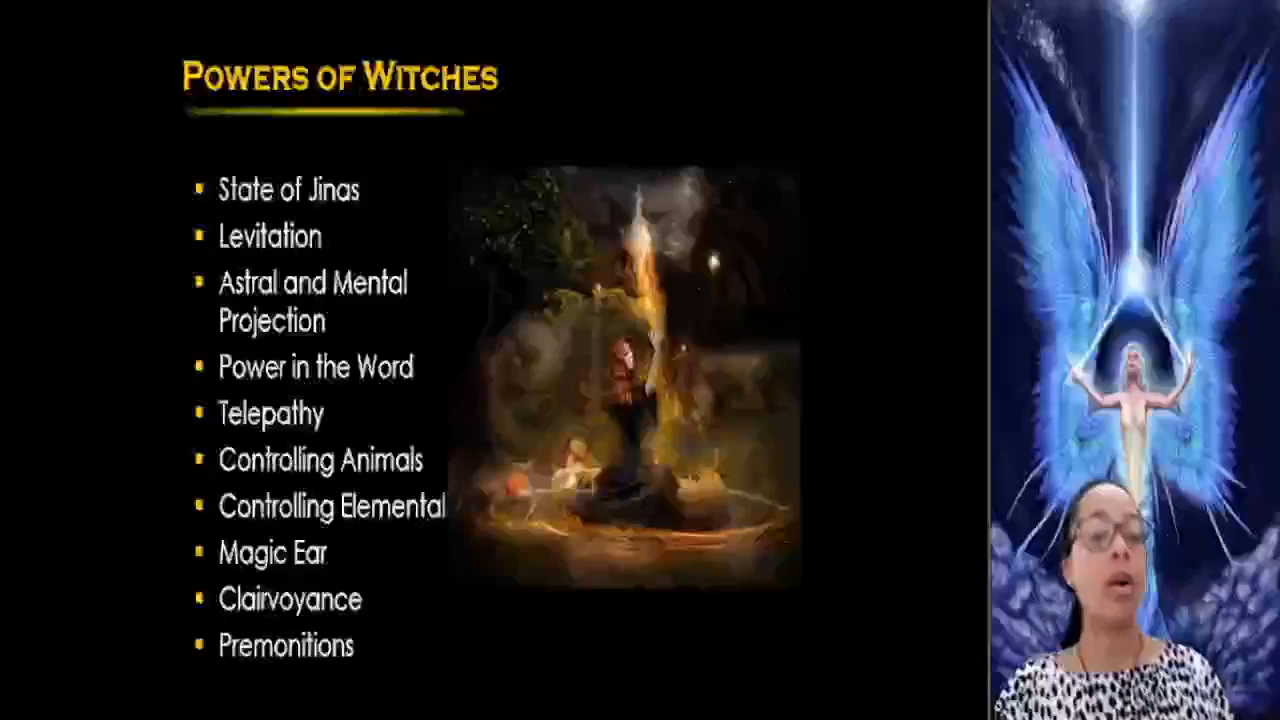 Powers of Witches
State of Jinas
Levitation
Astral and Mental
Projection
Power in the Word
Telepathy
Controlling Animals
Controlling Elemental
Magic Ear
Clairvoyance
Premonitions